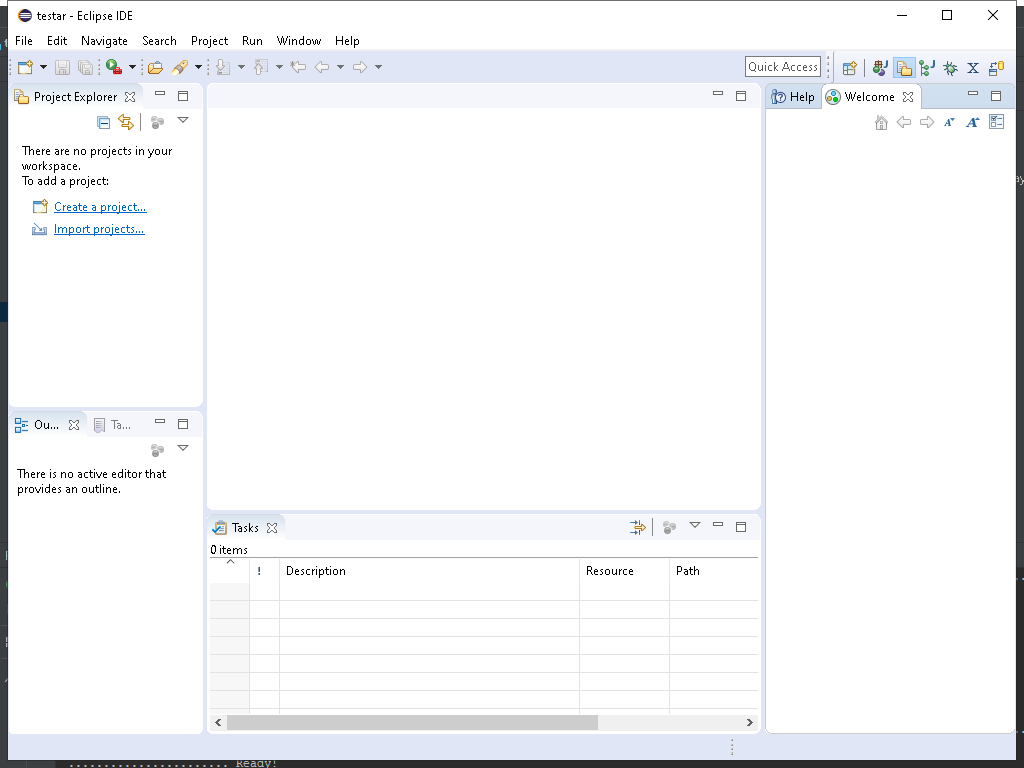 testar - Eclipse IDE
File Edit Navigate Search Project Run Window Help
Quick Access
Project Explorer
Help Welcome
There are no projects in your
workspace.
To add a project:
Create a project...
Import projects...
Ou... Ta...
There is no active editor that
provides an outline.
Tasks
0 items
! Description Resource Path
Ready!